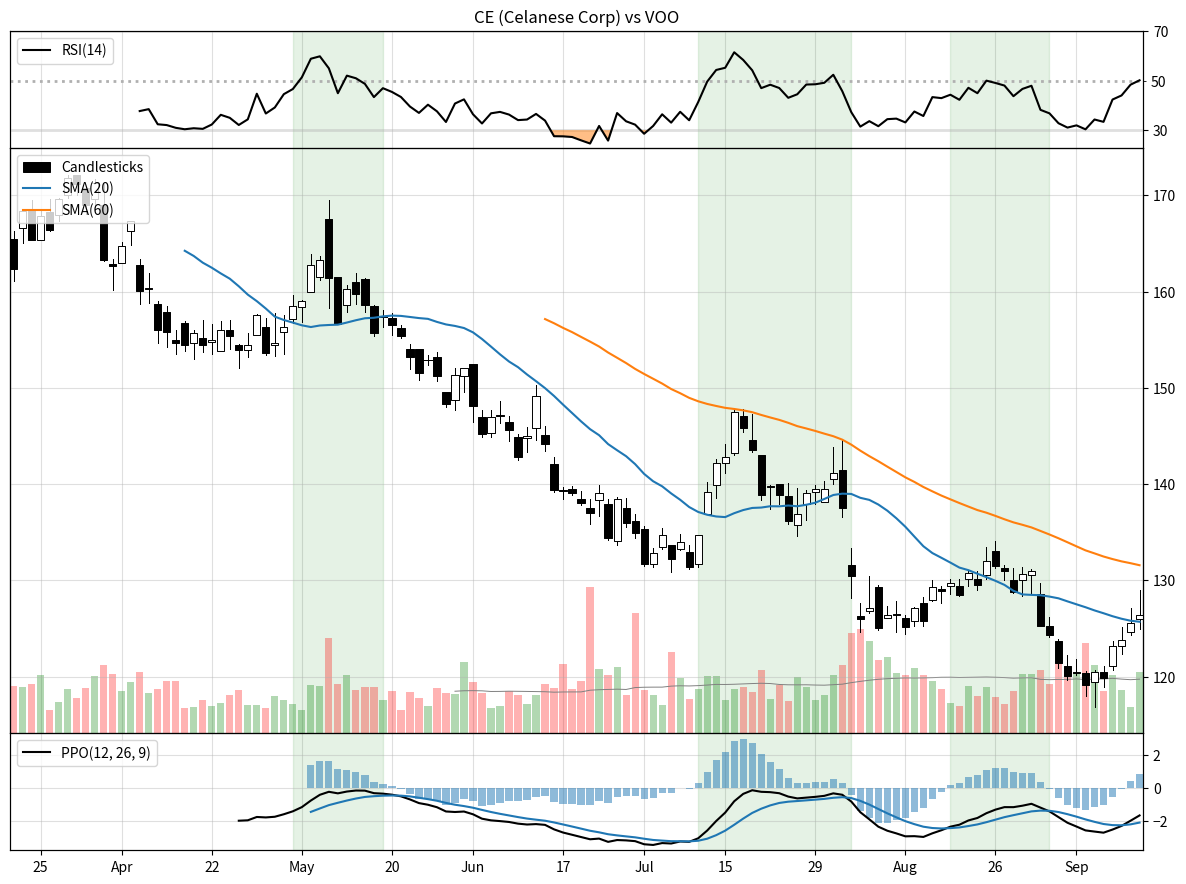 CE (Celanese Corp) vs VOO
RSI(14)
70
50
30
Candlesticks
SMA(20)
SMA(60)
170
160
150
140
130
120
PPO(12, 26, 9)
2
0
−2
25 Apr 22 May 20 Jun 17 Jul 15 29 Aug 26 Sep